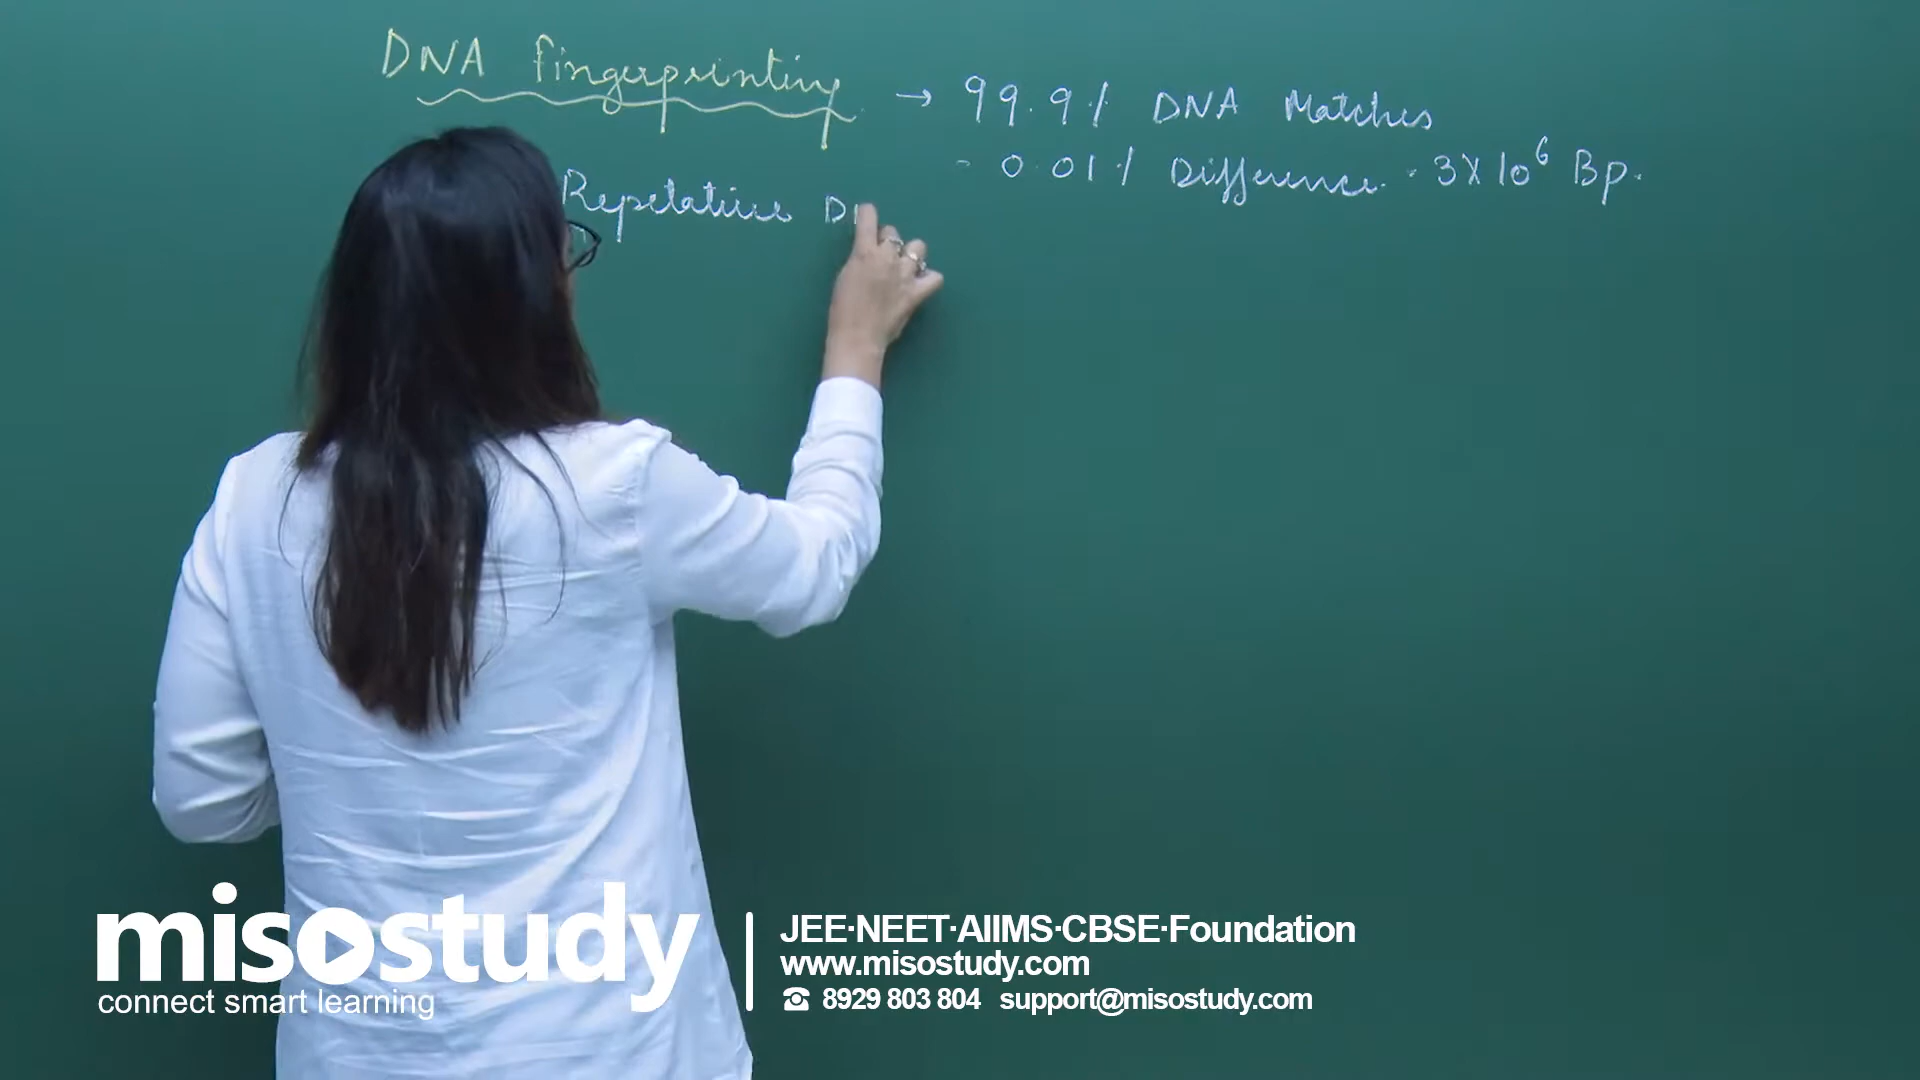 DNA fingerprinting → 99.9% DNA Matches
- 0.01% Difference. · 3X10⁶ Bp.
Repetative D
misostudy
connect smart learning
JEE·NEET·AIIMS·CBSE·Foundation
www.misostudy.com
☎ 8929 803 804 support@misostudy.com